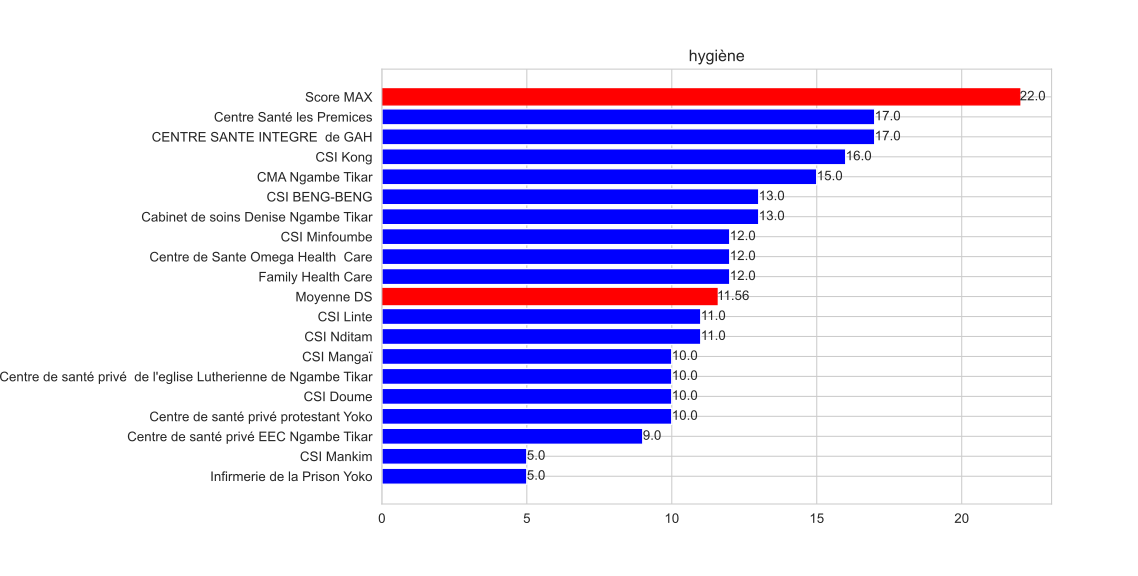 hygiène
Score MAX 22.0
Centre Santé les Premices 17.0
CENTRE SANTE INTEGRE  de GAH 17.0
CSI Kong 16.0
CMA Ngambe Tikar 15.0
CSI BENG-BENG 13.0
Cabinet de soins Denise Ngambe Tikar 13.0
CSI Minfoumbe 12.0
Centre de Sante Omega Health  Care 12.0
Family Health Care 12.0
Moyenne DS 11.56
CSI Linte 11.0
CSI Nditam 11.0
CSI Mangaï 10.0
Centre de santé privé  de l'eglise Lutherienne de Ngambe Tikar 10.0
CSI Doume 10.0
Centre de santé privé protestant Yoko 10.0
Centre de santé privé EEC Ngambe Tikar 9.0
CSI Mankim 5.0
Infirmerie de la Prison Yoko 5.0
0 5 10 15 20